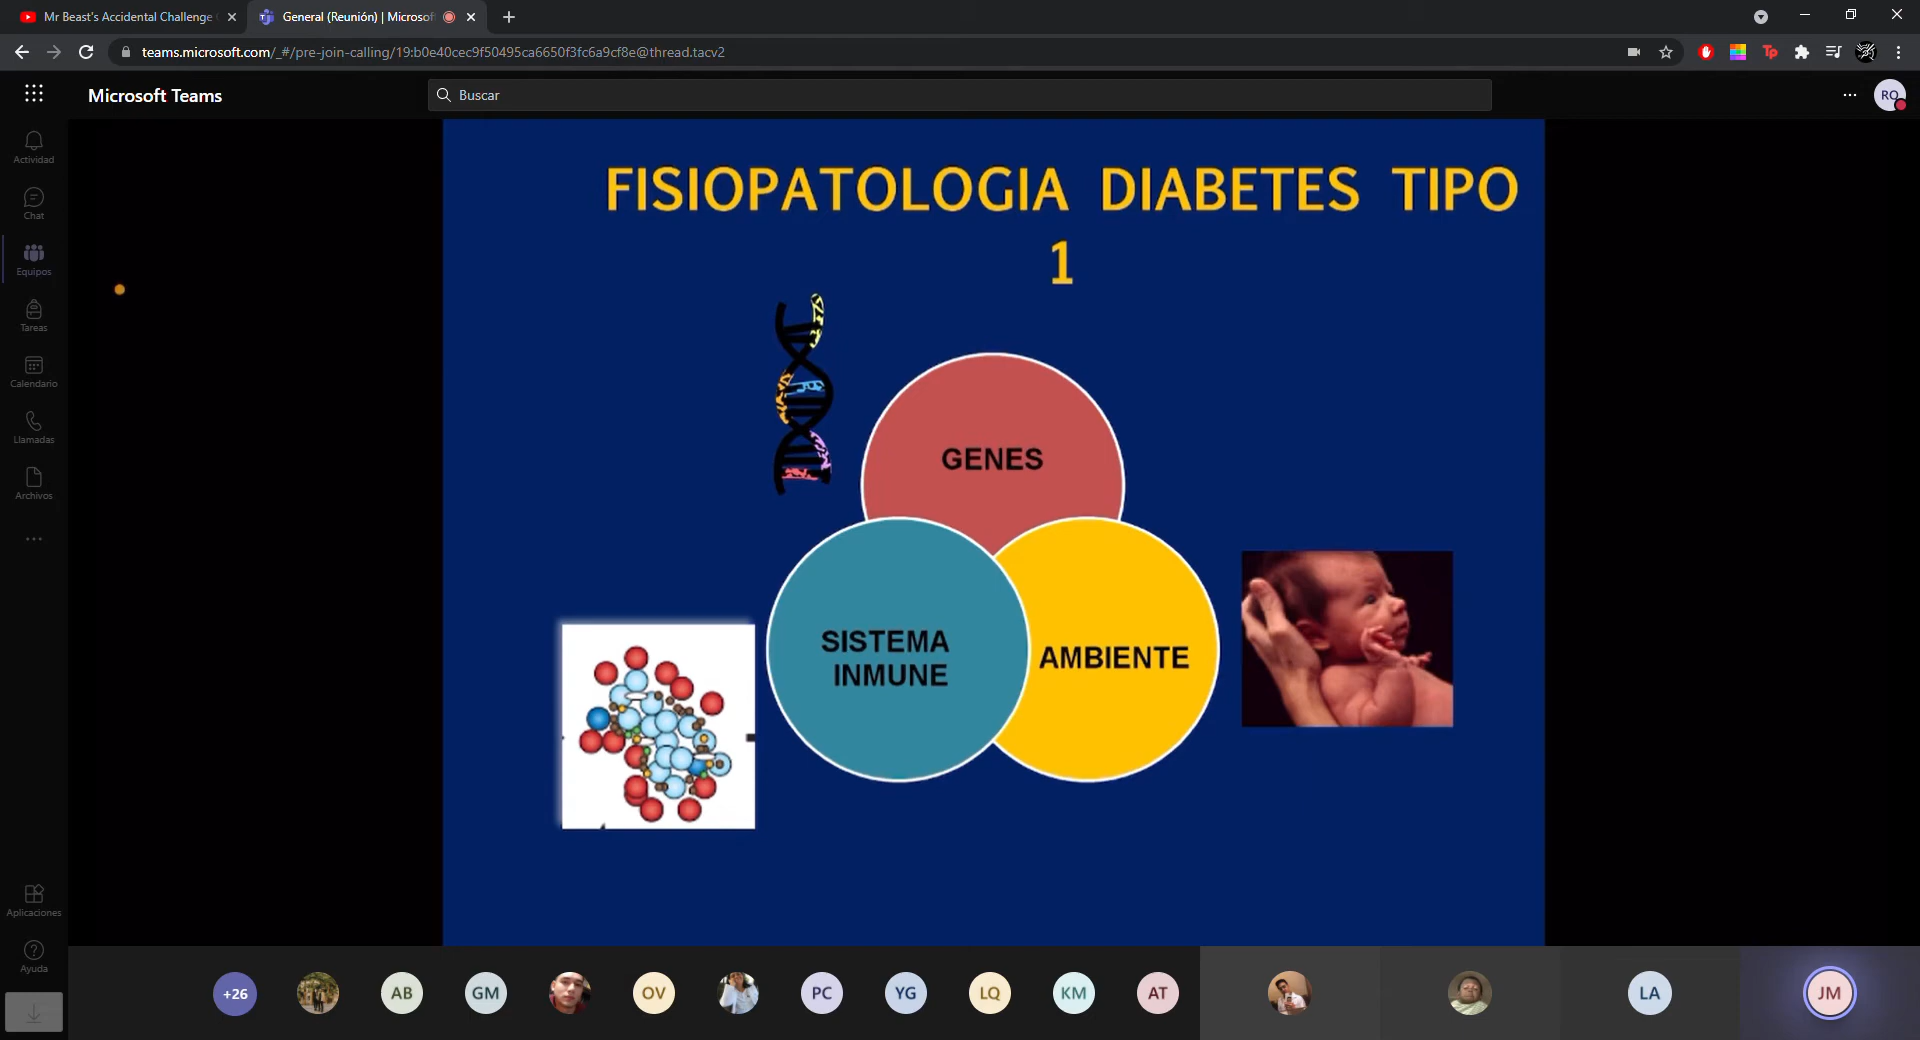 Mr Beast's Accidental Challenge
General (Reunión) | Microsof
teams.microsoft.com/_#/pre-join-calling/19:b0e40cec9f50495ca6650f3fc6a9cf8e@thread.tacv2
Tp
Microsoft Teams
Buscar
RO
Actividad
Chat
Equipos
Tareas
Calendario
Llamadas
Archivos
Aplicaciones
Ayuda
FISIOPATOLOGIA DIABETES TIPO
1
GENES
SISTEMA
INMUNE
AMBIENTE
+26
AB
GM
OV
PC
YG
LQ
KM
AT
LA
JM